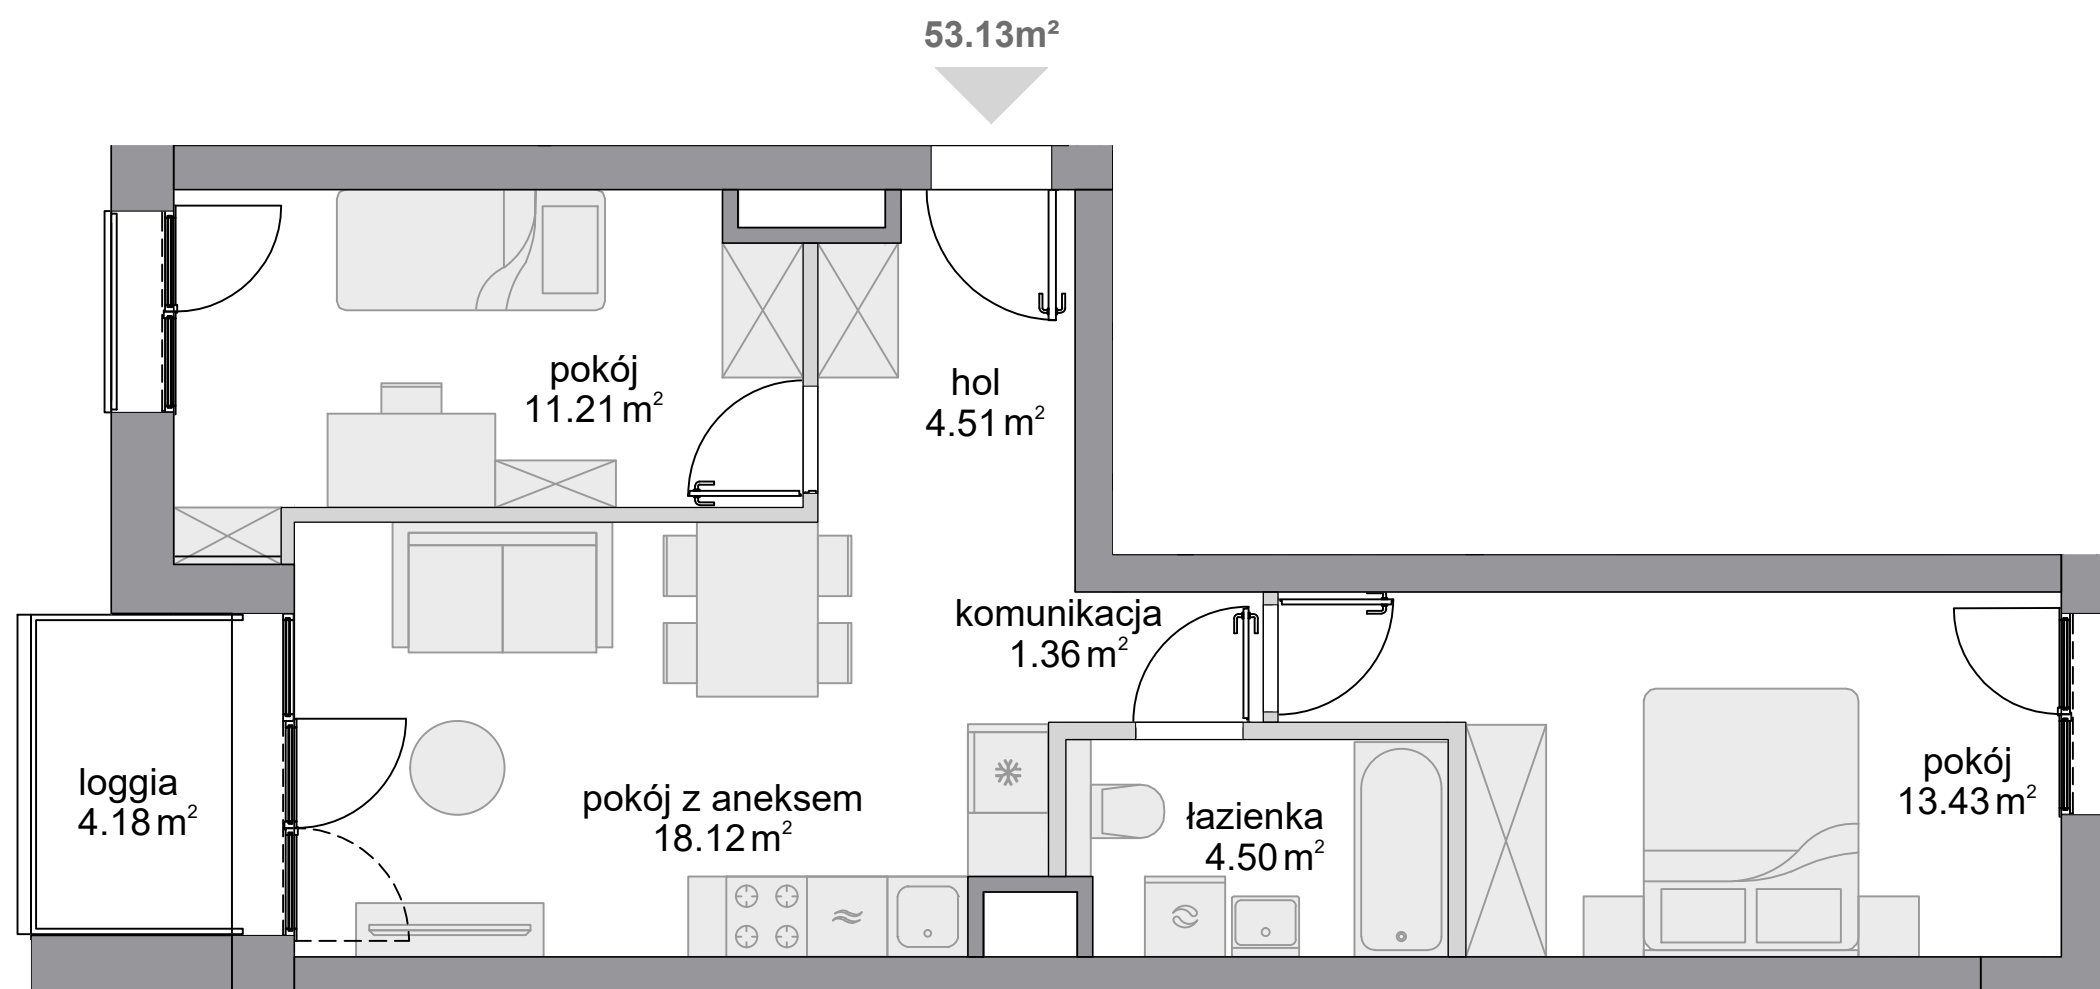 53.13m²
pokój
11.21 m²
hol
4.51 m²
komunikacja
1.36 m²
loggia
4.18 m²
pokój z aneksem
18.12 m²
łazienka
4.50 m²
pokój
13.43 m²